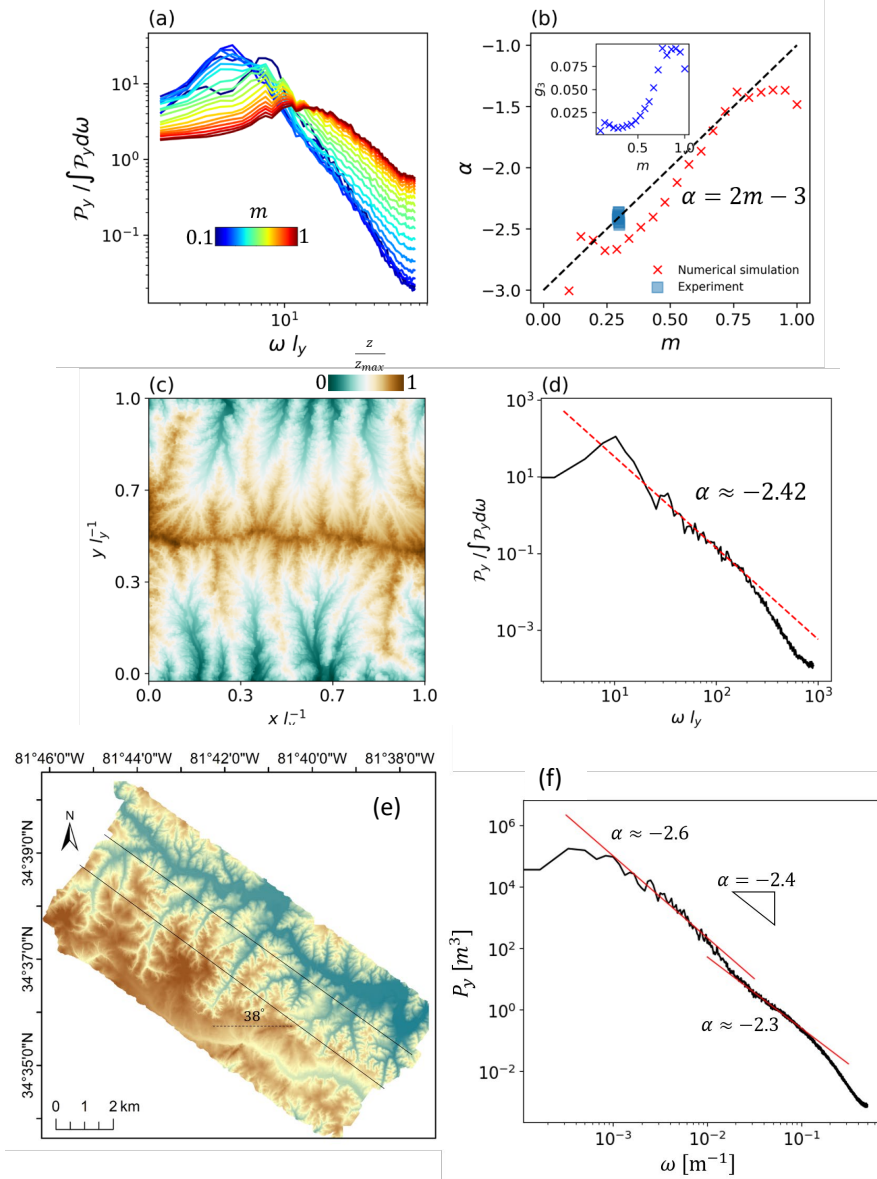 (a)
10¹
10⁰
10⁻¹
𝒫y / ∫ 𝒫y dω
m
0.1
1
10¹
ω l_y
(b)
−1.0
−1.5
−2.0
−2.5
−3.0
α
0.075
0.050
0.025
g₃
0.5
1.0
m
α = 2m − 3
× Numerical simulation
Experiment
0.00
0.25
0.50
0.75
1.00
m
(c)
z
z_max
0
1
1.0
0.7
0.3
0.0
y l_y⁻¹
0.0
0.3
0.7
1.0
x l_y⁻¹
(d)
10³
10¹
10⁻¹
10⁻³
𝒫y / ∫ 𝒫y dω
α ≈ −2.42
10¹
10²
10³
ω l_y
81°46'0"W 81°44'0"W 81°42'0"W 81°40'0"W 81°38'0"W
(e)
N
34°39'0"N
34°37'0"N
34°35'0"N
38°
0 1 2 km
(f)
10⁶
10⁴
10²
10⁰
10⁻²
P_y [m³]
α ≈ −2.6
α = −2.4
α ≈ −2.3
10⁻³
10⁻²
10⁻¹
ω [m⁻¹]